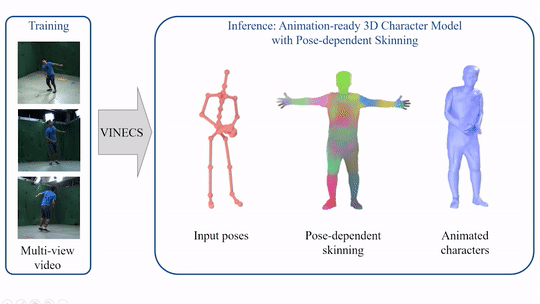 Training
Inference: Animation-ready 3D Character Model
with Pose-dependent Skinning
VINECS
Multi-view
video
Input poses
Pose-dependent
skinning
Animated
characters